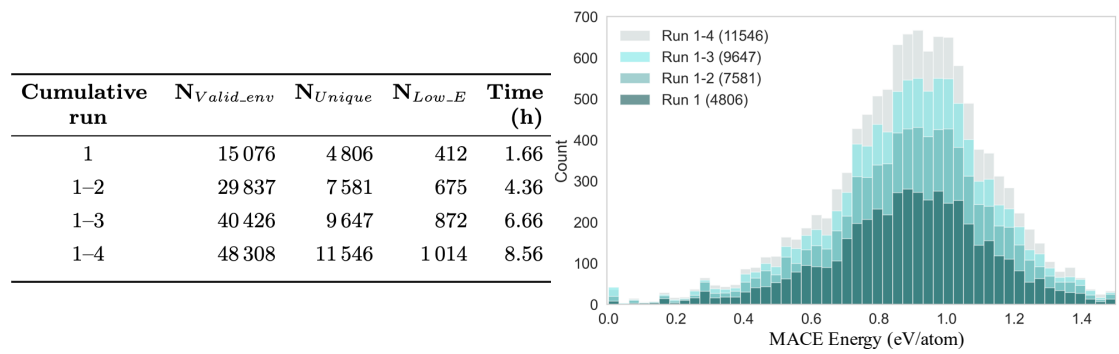 Cumulative run N_Valid_env N_Unique N_Low_E Time (h)
1 15 076 4 806 412 1.66
1–2 29 837 7 581 675 4.36
1–3 40 426 9 647 872 6.66
1–4 48 308 11 546 1 014 8.56
700
600
500
400
300
200
100
0
Count
Run 1-4 (11546)
Run 1-3 (9647)
Run 1-2 (7581)
Run 1 (4806)
0.0 0.2 0.4 0.6 0.8 1.0 1.2 1.4
MACE Energy (eV/atom)